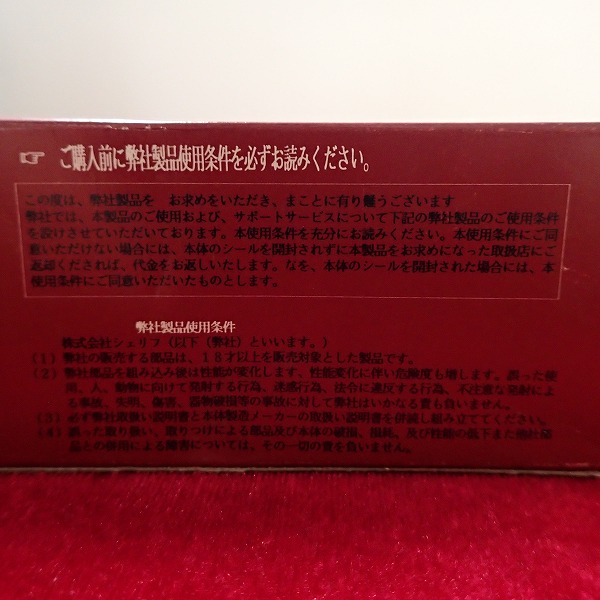 ☞ ご購入前に弊社製品使用条件を必ずお読みください。
この度は、弊社製品を お求めをいただき、まことに有り難うございます
弊社では、本製品のご使用および、サポートサービスについて下記の弊社製品のご使用条件
を設けさせていただいております。本使用条件を充分にお読みください。本使用条件にご同
意いただけない場合には、本体のシールを開封されずに本製品をお求めになった取扱店にご
返却くだされば、代金をお返しいたします。なを、本体のシールを開封された場合には、本
使用条件にご同意いただいたものとします。
弊社製品使用条件
株式会社シェリフ（以下（弊社）といいます。）
（1）弊社の販売する部品は、１８才以上を販売対象とした製品です。
（2）弊社部品を組み込み後は性能が変化します、性能変化に伴い危険度も増します。誤った使
用、人、動物に向けて発射する行為、迷惑行為、法令に違反する行為、不注意な発射によ
る事故、失明、傷害、器物破損等の事故に対して弊社はいかなる責も負いません。
（3）必ず弊社取扱い説明書と本体製造メーカーの取扱い説明書を併読し組み立ててください。
（4）誤った取り扱い、取りつけによる部品及び本体の破損、損耗、及び性能の低下また他社部
品との併用による障害については、その一切の責を負いません。